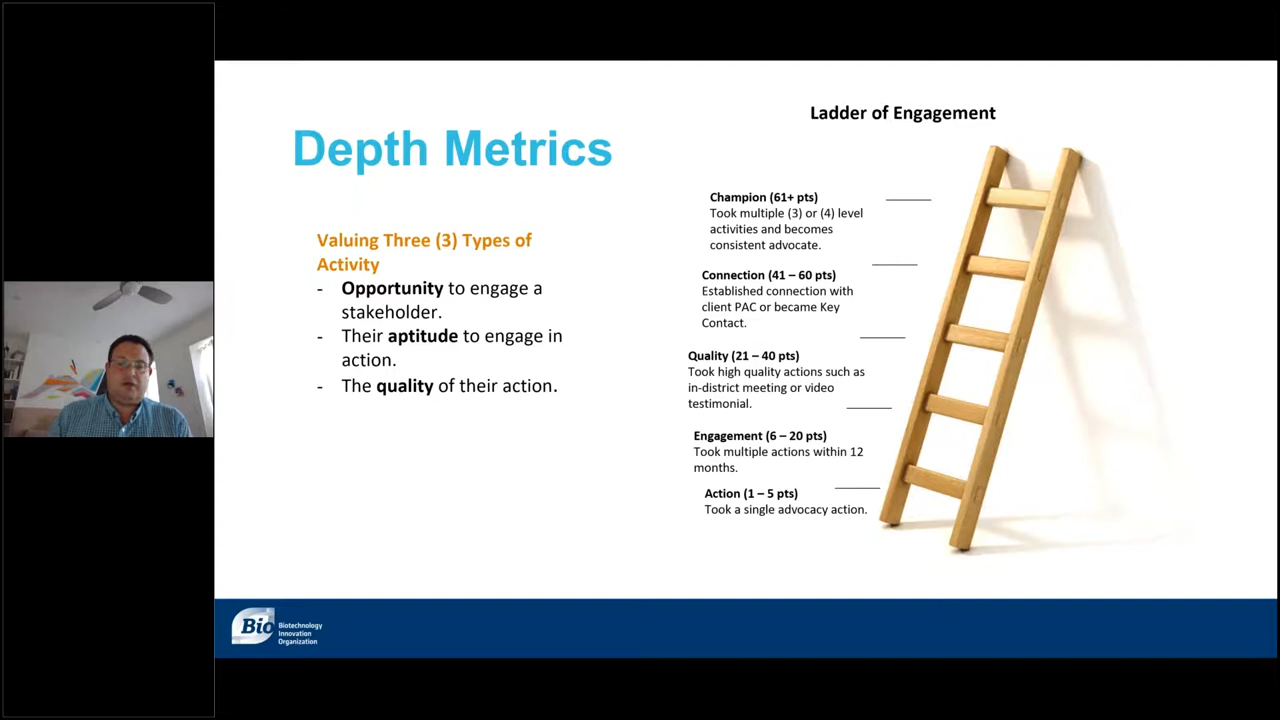 Depth Metrics
Valuing Three (3) Types of
Activity
- Opportunity to engage a
stakeholder.
- Their aptitude to engage in
action.
- The quality of their action.
Ladder of Engagement
Champion (61+ pts)
Took multiple (3) or (4) level
activities and becomes
consistent advocate.
Connection (41 – 60 pts)
Established connection with
client PAC or became Key
Contact.
Quality (21 – 40 pts)
Took high quality actions such as
in-district meeting or video
testimonial.
Engagement (6 – 20 pts)
Took multiple actions within 12
months.
Action (1 – 5 pts)
Took a single advocacy action.
Bio
Biotechnology
Innovation
Organization